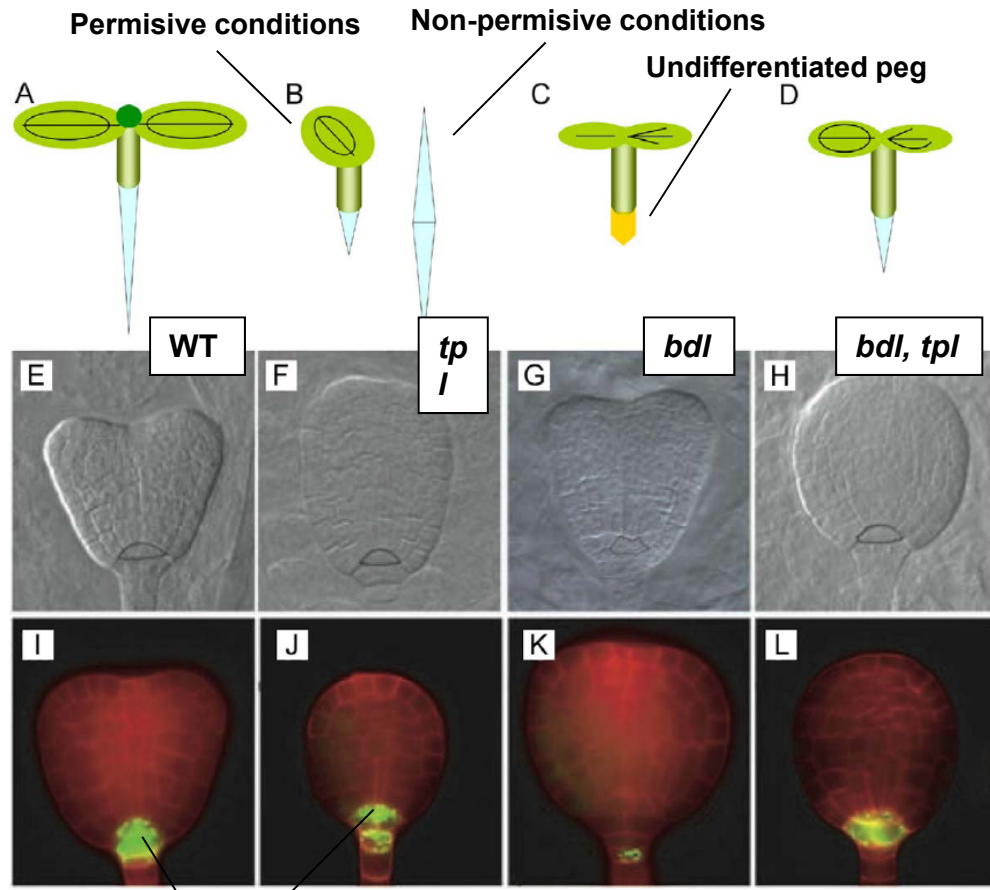 Permisive conditions
Non-permisive conditions
Undifferentiated peg
A
B
C
D
WT
tp
l
bdl
bdl, tpl
E
F
G
H
I
J
K
L